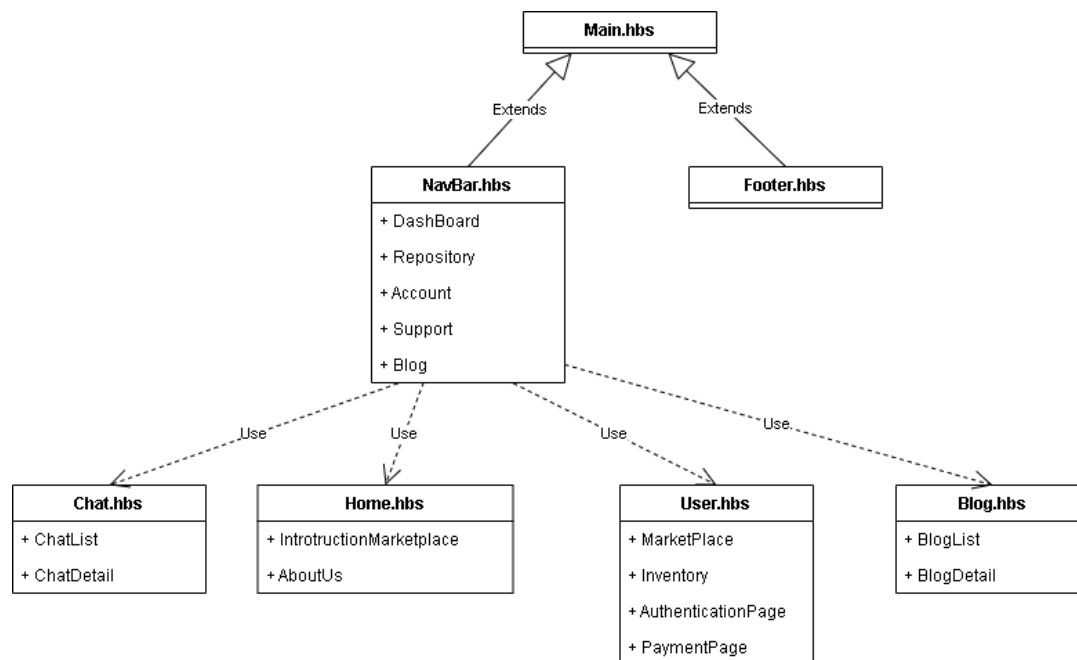 Main.hbs
Extends
Extends
NavBar.hbs
+ DashBoard
+ Repository
+ Account
+ Support
+ Blog
Footer.hbs
Use
Use
Use
Use
Chat.hbs
+ ChatList
+ ChatDetail
Home.hbs
+ IntrotructionMarketplace
+ AboutUs
User.hbs
+ MarketPlace
+ Inventory
+ AuthenticationPage
+ PaymentPage
Blog.hbs
+ BlogList
+ BlogDetail